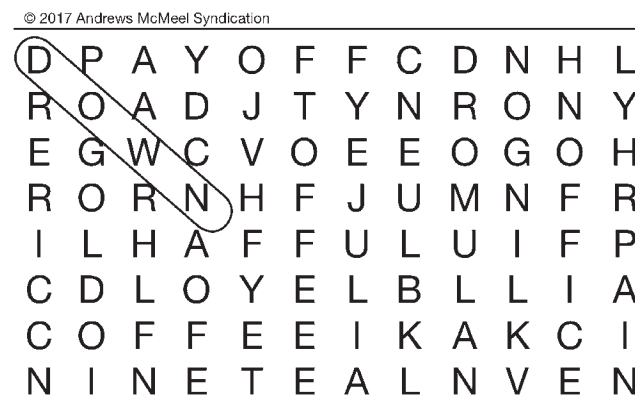 © 2017 Andrews McMeel Syndication
D P A Y O F F C D N H L
R O A D J T Y N R O N Y
E G W C V O E E O G O H
R O R N H F J U M N F R
I L H A F F U L U I F P
C D L O Y E L B L L I A
C O F F E E I K A K C I
N I N E T E A L N V E N